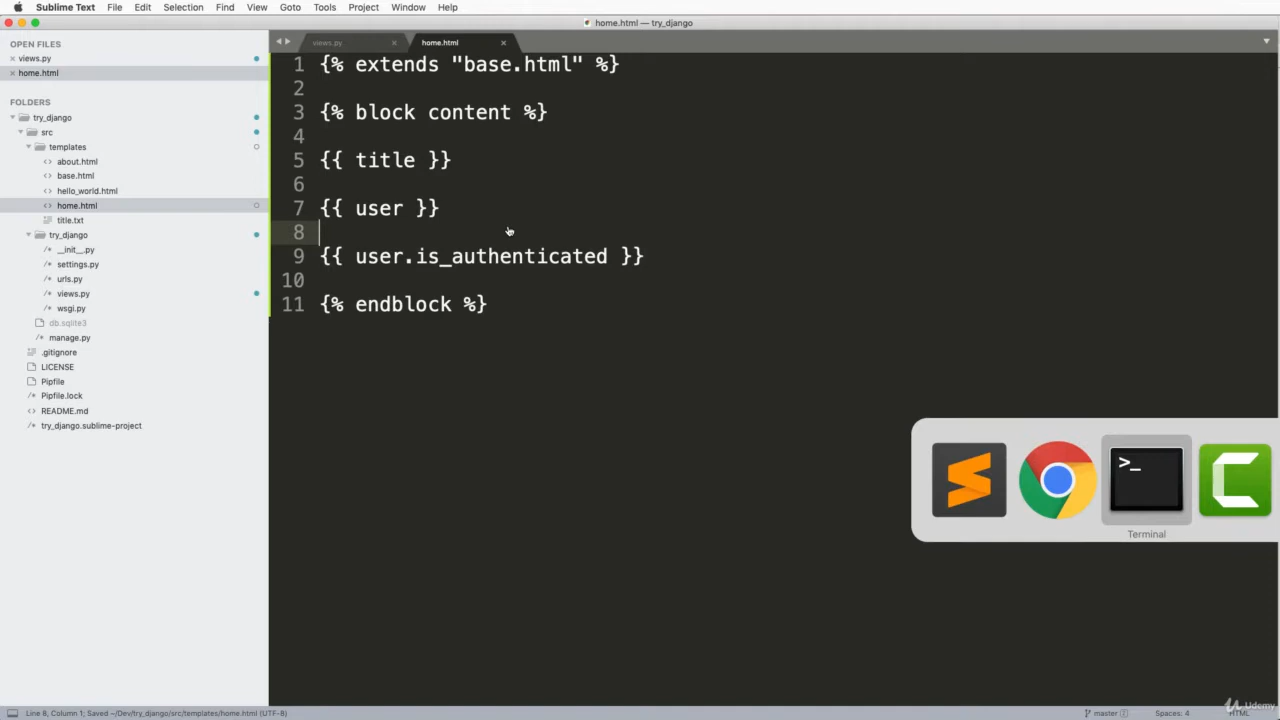 Sublime Text File Edit Selection Find View Goto Tools Project Window Help
home.html — try_django
OPEN FILES
views.py
home.html
FOLDERS
try_django
src
templates
about.html
base.html
hello_world.html
home.html
title.txt
try_django
__init__.py
settings.py
urls.py
views.py
wsgi.py
db.sqlite3
manage.py
.gitignore
LICENSE
Pipfile
Pipfile.lock
README.md
try_django.sublime-project
views.py home.html
1 {% extends "base.html" %}
2
3 {% block content %}
4
5 {{ title }}
6
7 {{ user }}
8
9 {{ user.is_authenticated }}
10
11 {% endblock %}
>_
Terminal
Line 8, Column 1; Saved ~/Dev/try_django/src/templates/home.html (UTF-8)
master
Spaces: 4
HTML
Udemy